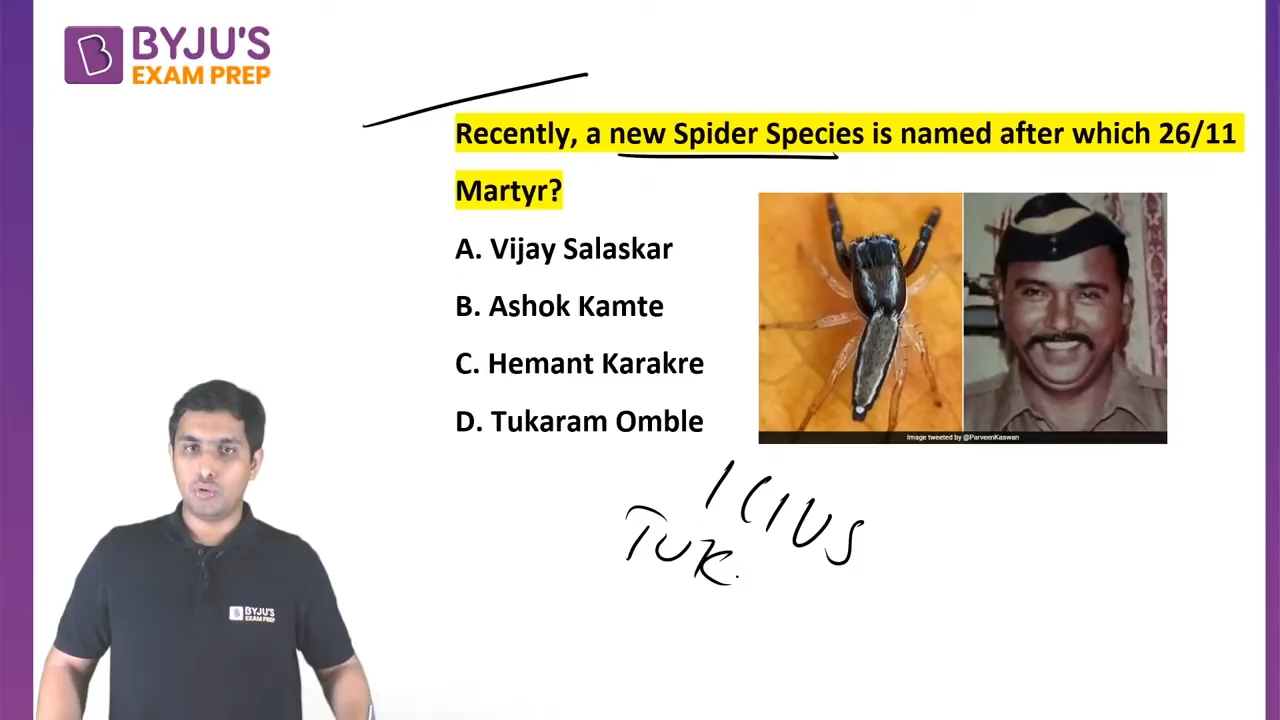 BYJU'S
EXAM PREP
Recently, a new Spider Species is named after which 26/11
Martyr?
A. Vijay Salaskar
B. Ashok Kamte
C. Hemant Karakre
D. Tukaram Omble
Image tweeted by @ParveenKaswan
ICIUS
TUK.
BYJU'S
EXAM PREP